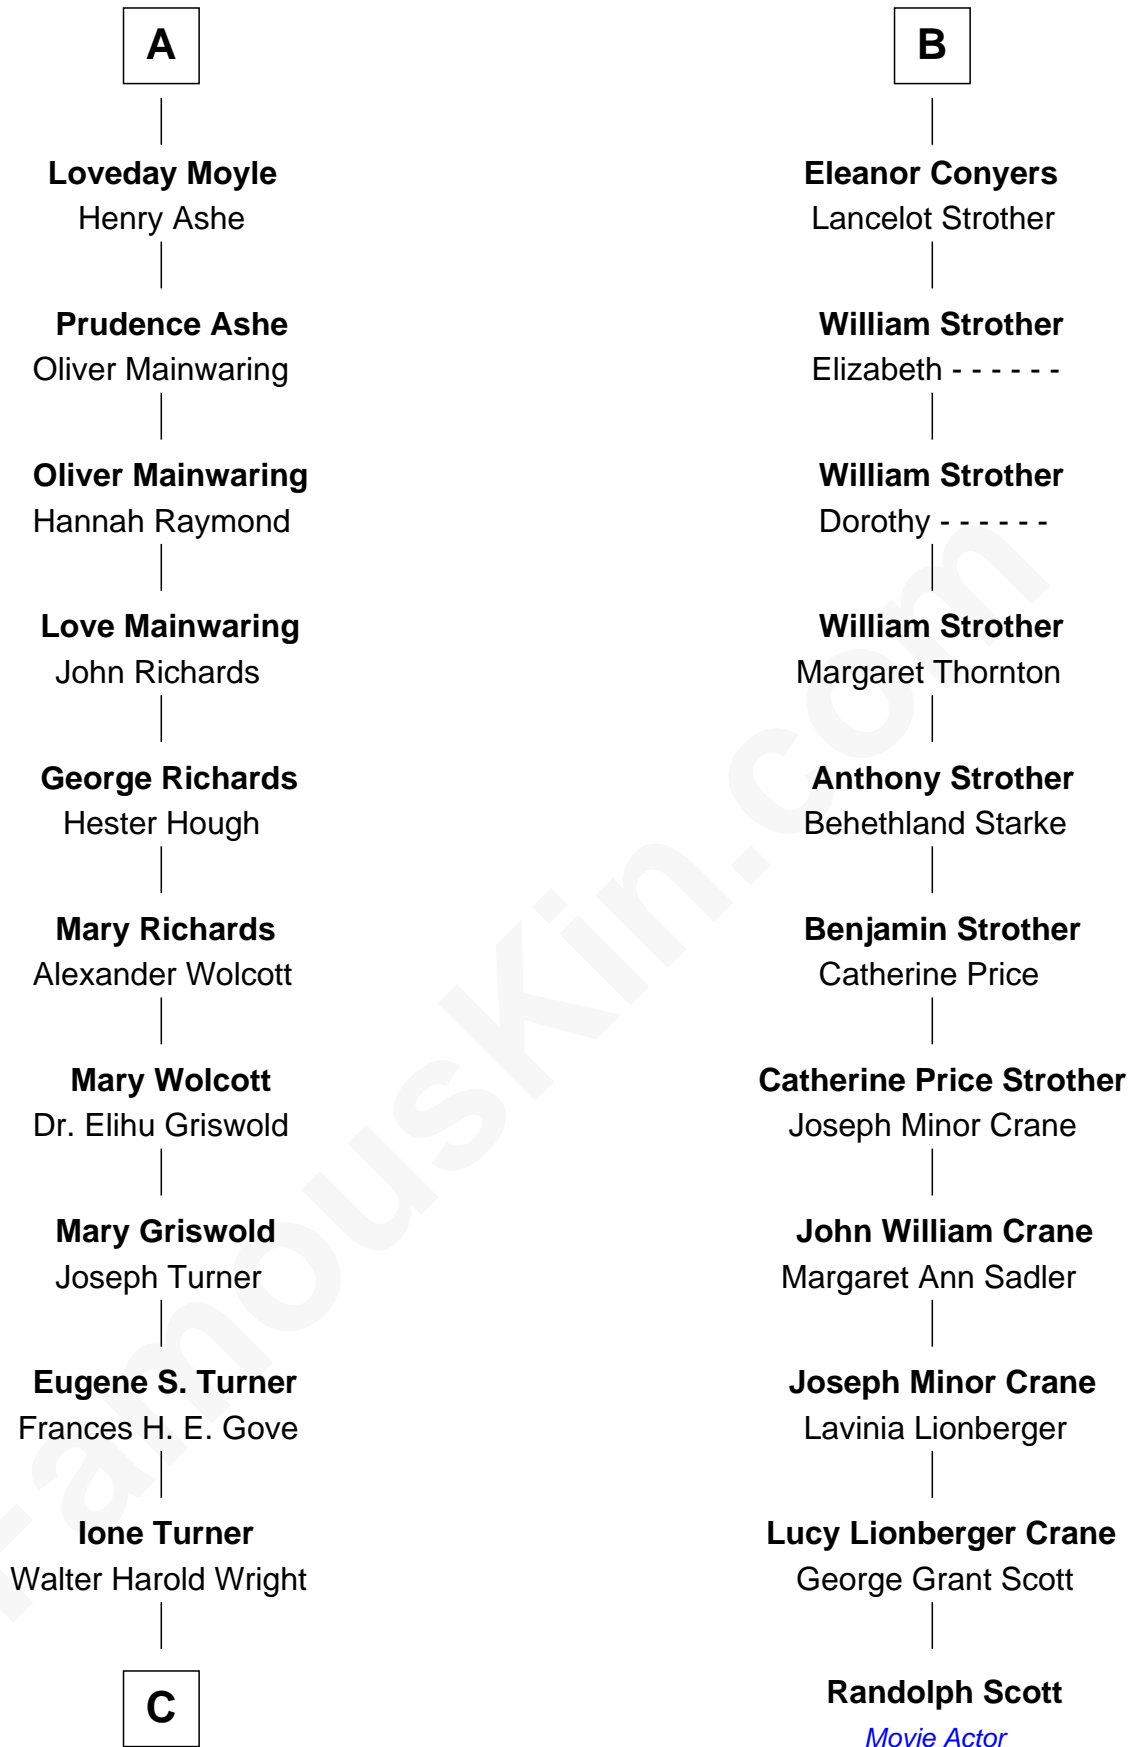 A
Loveday Moyle
Henry Ashe
Prudence Ashe
Oliver Mainwaring
Oliver Mainwaring
Hannah Raymond
Love Mainwaring
John Richards
George Richards
Hester Hough
Mary Richards
Alexander Wolcott
Mary Wolcott
Dr. Elihu Griswold
Mary Griswold
Joseph Turner
Eugene S. Turner
Frances H. E. Gove
Ione Turner
Walter Harold Wright
C
B
Eleanor Conyers
Lancelot Strother
William Strother
Elizabeth - - - - - -
William Strother
Dorothy - - - - - -
William Strother
Margaret Thornton
Anthony Strother
Behethland Starke
Benjamin Strother
Catherine Price
Catherine Price Strother
Joseph Minor Crane
John William Crane
Margaret Ann Sadler
Joseph Minor Crane
Lavinia Lionberger
Lucy Lionberger Crane
George Grant Scott
Randolph Scott
Movie Actor
FamousKin.com